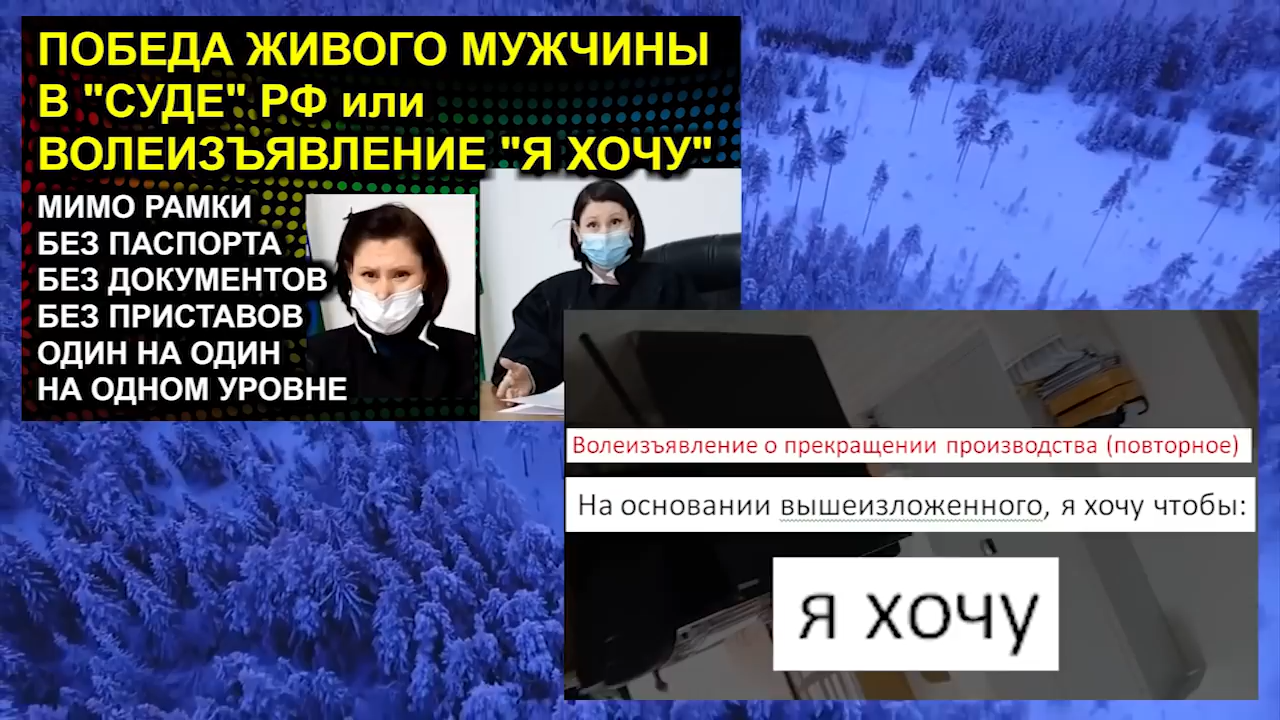 ПОБЕДА ЖИВОГО МУЖЧИНЫ
В "СУДЕ" РФ или
ВОЛЕИЗЪЯВЛЕНИЕ "Я ХОЧУ"
МИМО РАМКИ
БЕЗ ПАСПОРТА
БЕЗ ДОКУМЕНТОВ
БЕЗ ПРИСТАВОВ
ОДИН НА ОДИН
НА ОДНОМ УРОВНЕ
Волеизъявление о прекращении производства (повторное)
На основании вышеизложенного, я хочу чтобы:
я хочу